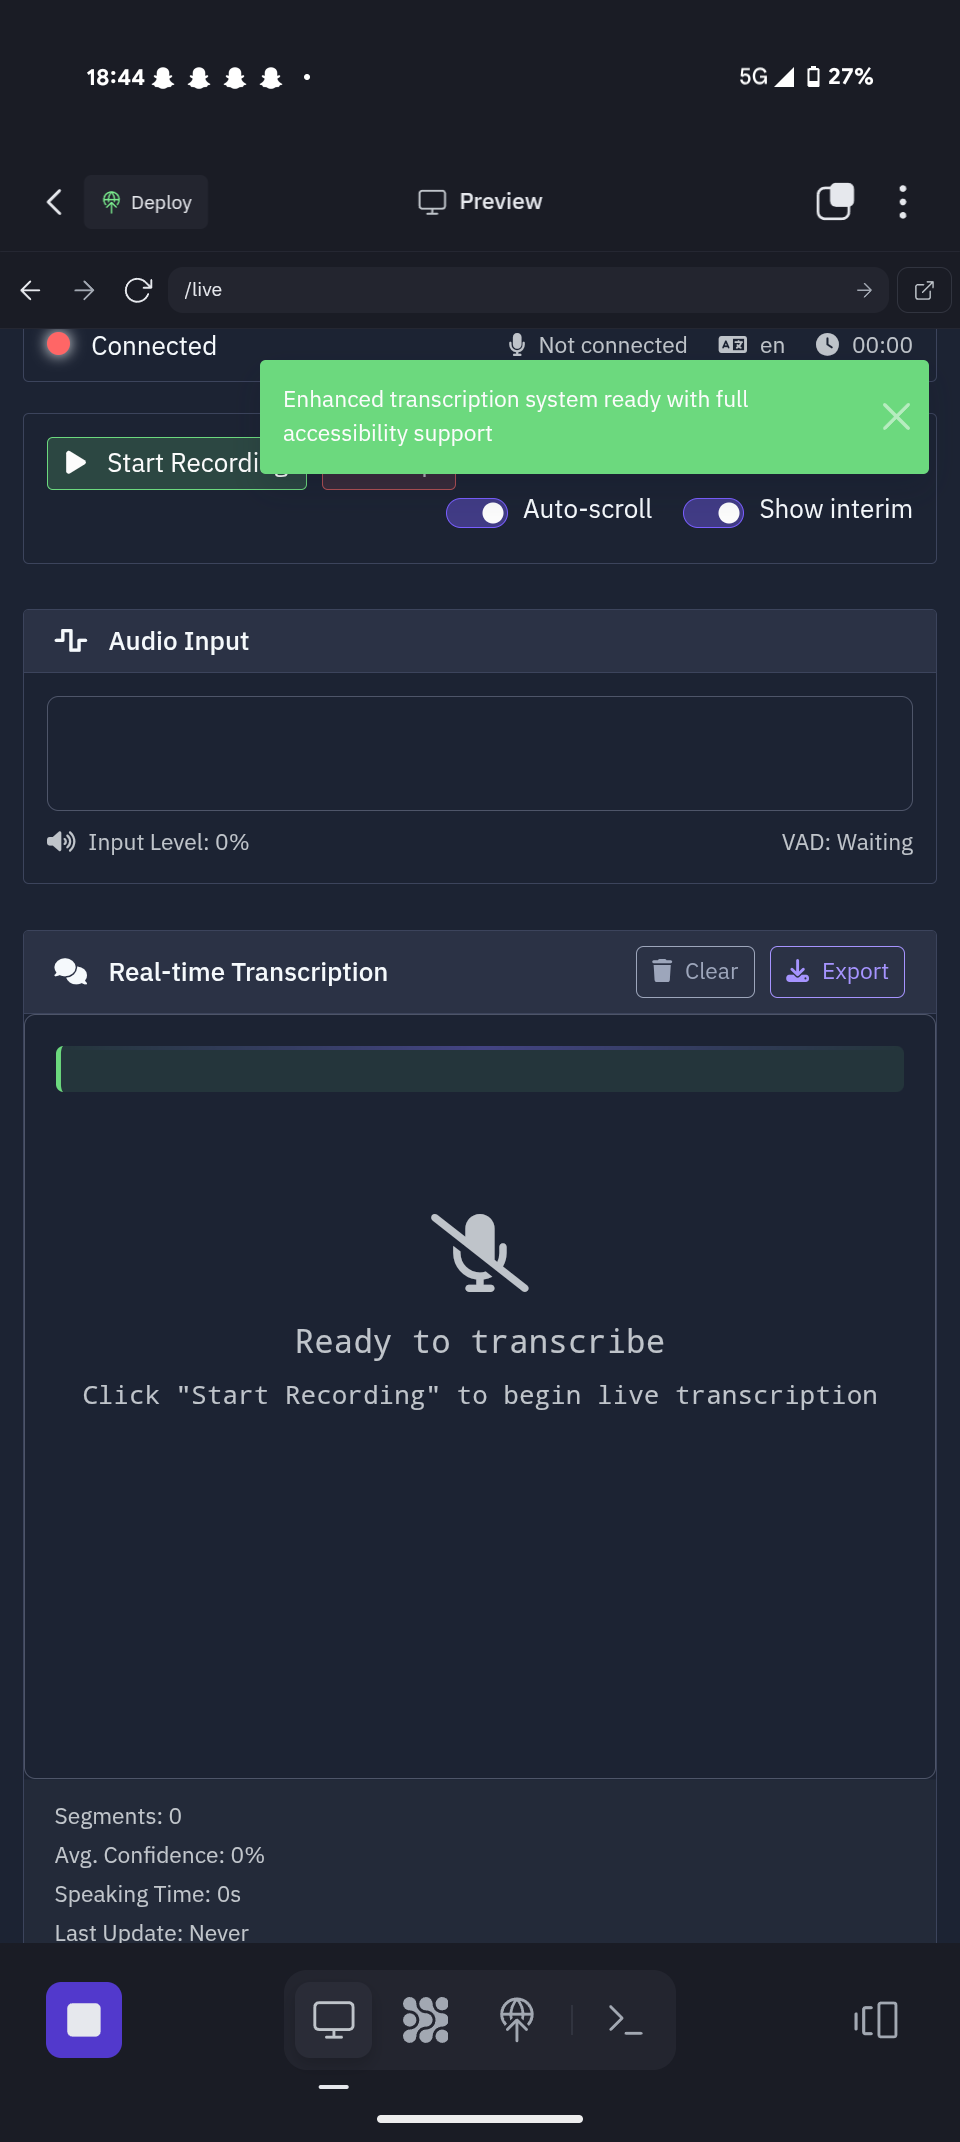 18:44
5G 27%
Deploy
Preview
/live
Connected
Not connected
en
00:00
Enhanced transcription system ready with full
accessibility support
Start Recording
Auto-scroll
Show interim
Audio Input
Input Level: 0%
VAD: Waiting
Real-time Transcription
Clear
Export
Ready to transcribe
Click "Start Recording" to begin live transcription
Segments: 0
Avg. Confidence: 0%
Speaking Time: 0s
Last Update: Never